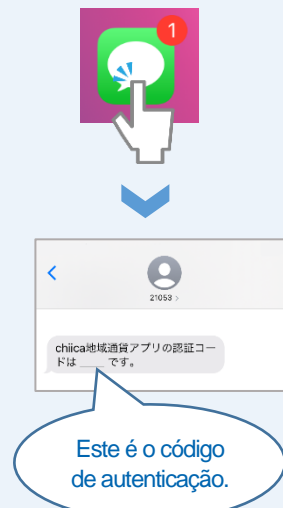 1
21053 >
chiica地域通貨アプリの認証コー
ドは ___ です。
Este é o código
de autenticação.